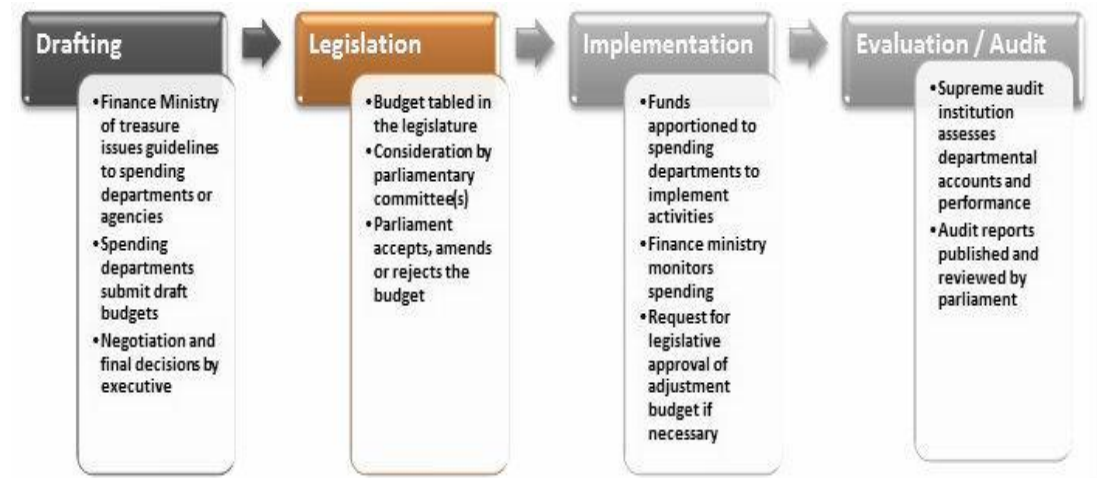 Drafting
•Finance Ministry
of treasure
issues guidelines
to spending
departments or
agencies
•Spending
departments
submit draft
budgets
•Negotiation and
final decisions by
executive
Legislation
•Budget tabled in
the legislature
•Consideration by
parliamentary
committee(s)
•Parliament
accepts, amends
or rejects the
budget
Implementation
•Funds
apportioned to
spending
departments to
implement
activities
•Finance ministry
monitors
spending
•Request for
legislative
approval of
adjustment
budget if
necessary
Evaluation / Audit
•Supreme audit
institution
assesses
departmental
accounts and
performance
•Audit reports
published and
reviewed by
parliament